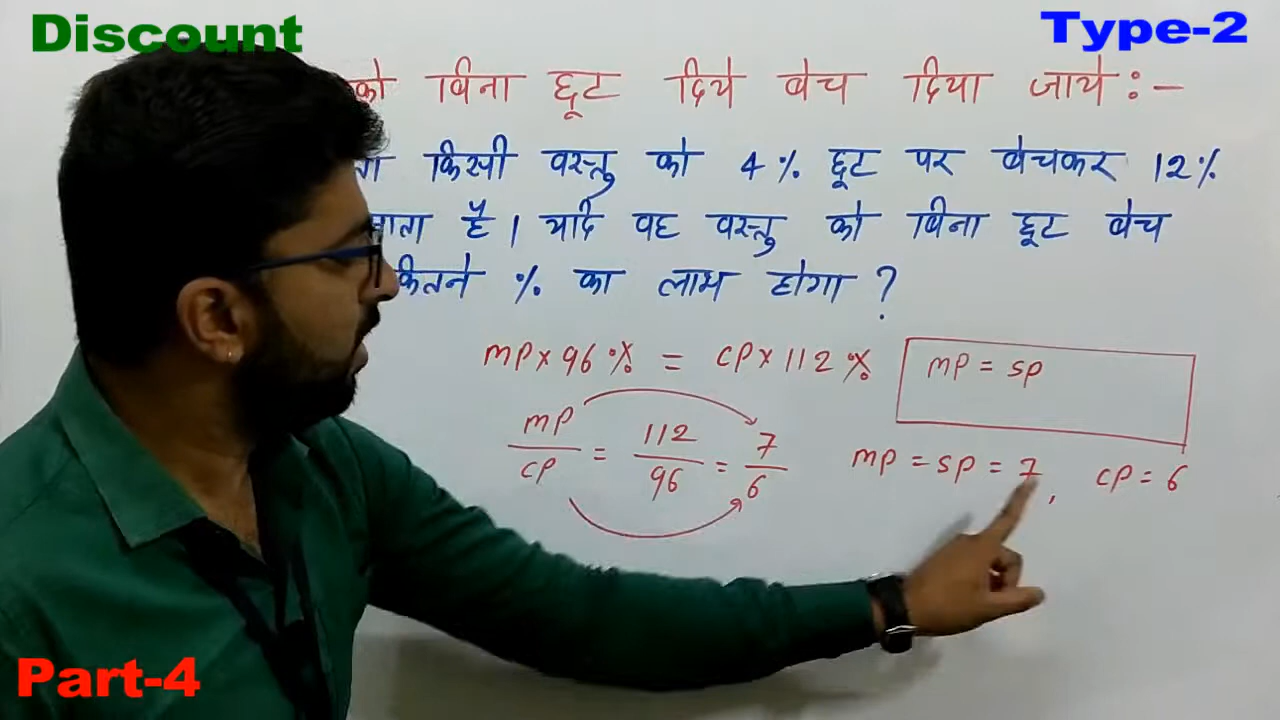 Discount
Type-2
को बिना छूट दिये बेच दिया जाये :-
किसी वस्तु को 4% छूट पर बेचकर 12%
है । यदि वह वस्तु को बिना छूट बेच
कितने % का लाभ होगा ?
MP × 96% = CP × 112%
MP = SP
MP/CP = 112/96 = 7/6
MP = SP = 7, CP = 6
Part-4